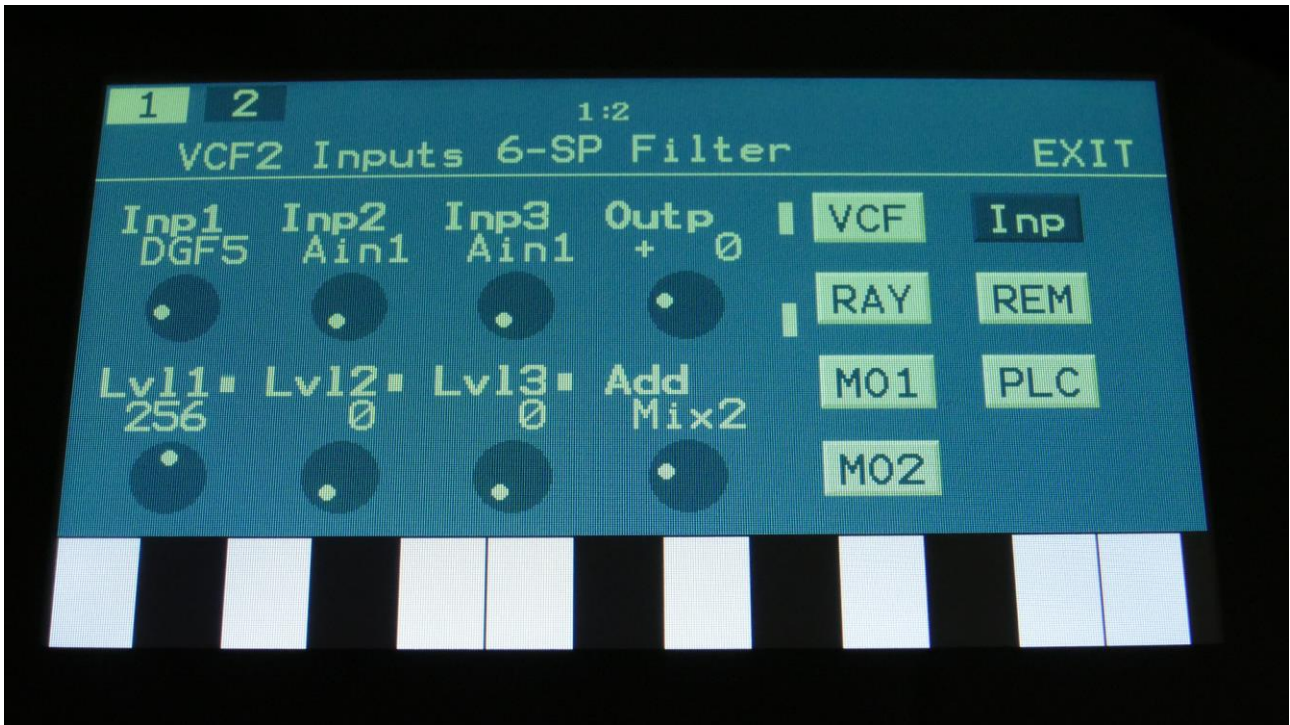 1 2 1:2
VCF2 Inputs 6-SP Filter EXIT
Inp1 Inp2 Inp3 Outp VCF Inp
DGF5 Ain1 Ain1 + 0
RAY REM
Lvl1 Lvl2 Lvl3 Add MO1 PLC
256 0 0 Mix2
MO2